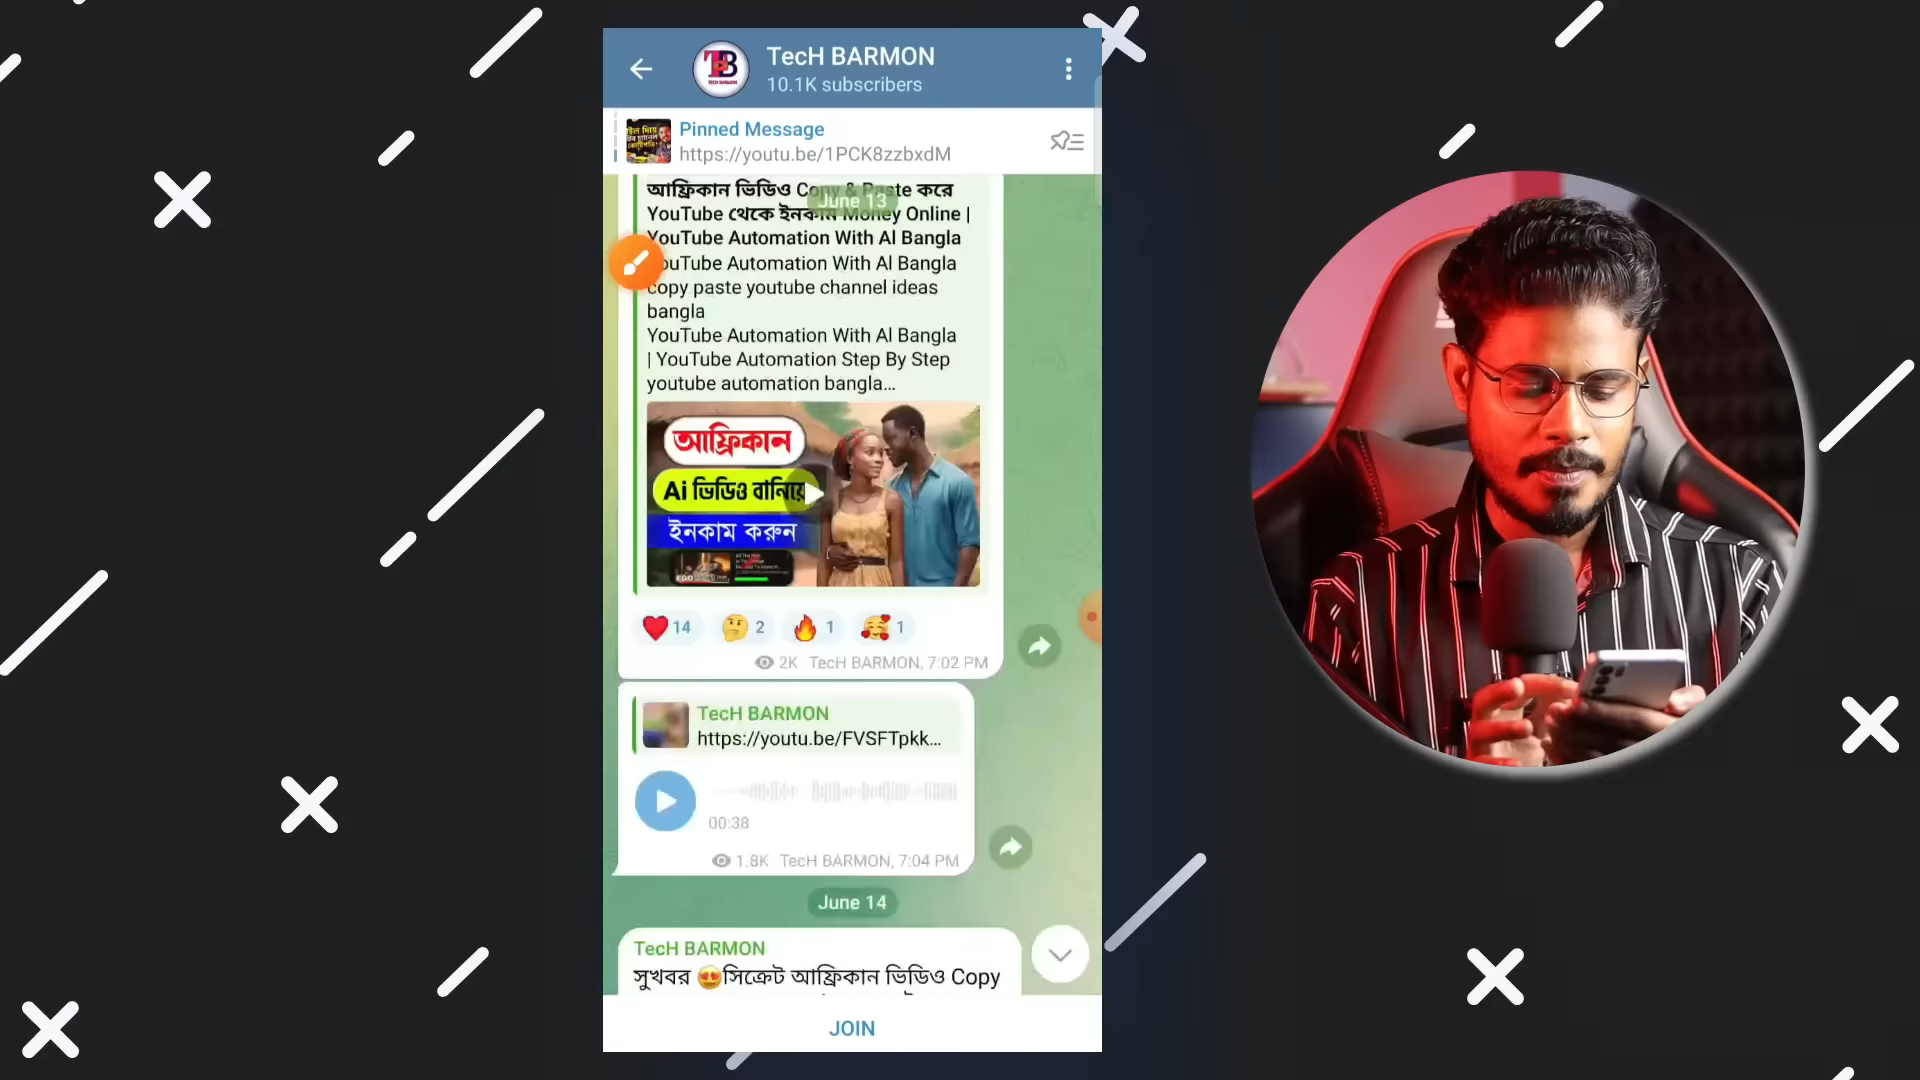 TecH BARMON
10.1K subscribers
Pinned Message
https://youtu.be/1PCK8zzbxdM
আফ্রিকান ভিডিও Copy & Paste করে
June 13
YouTube থেকে ইনকাম Money Online |
YouTube Automation With Al Bangla
YouTube Automation With Al Bangla
copy paste youtube channel ideas
bangla
YouTube Automation With Al Bangla
| YouTube Automation Step By Step
youtube automation bangla...
আফ্রিকান
Ai ভিডিও বানিয়ে
ইনকাম করুন
14 2 1 1
2K TecH BARMON, 7:02 PM
TecH BARMON
https://youtu.be/FVSFTpkk...
00:38
1.8K TecH BARMON, 7:04 PM
June 14
TecH BARMON
সুখবর 😍সিক্রেট আফ্রিকান ভিডিও Copy
JOIN